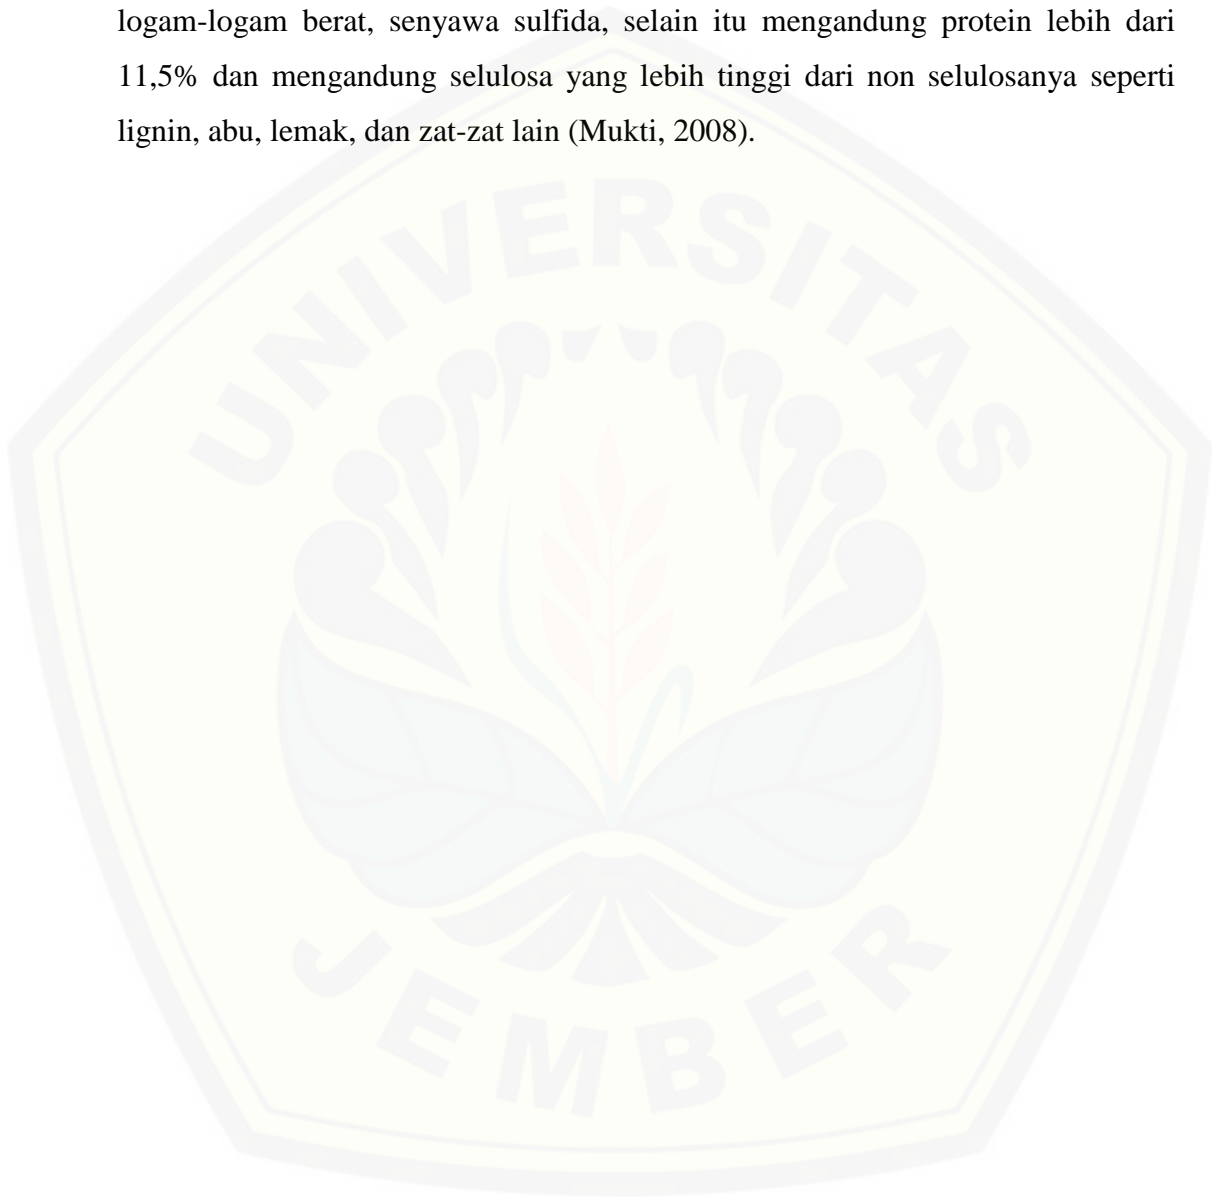 logam-logam berat, senyawa sulfida, selain itu mengandung protein lebih dari
11,5% dan mengandung selulosa yang lebih tinggi dari non selulosanya seperti
lignin, abu, lemak, dan zat-zat lain (Mukti, 2008).
UNIVERSITAS
JEMBER